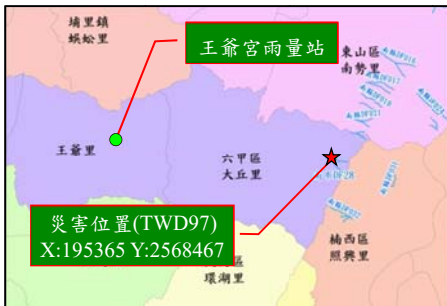 埔里鎮
蜈蚣里
王爺宮雨量站
東山區
南勢里
王爺里
六甲區
大丘里
災害位置(TWD97)
X:195365 Y:2568467
楠西區
照興里
環湖里